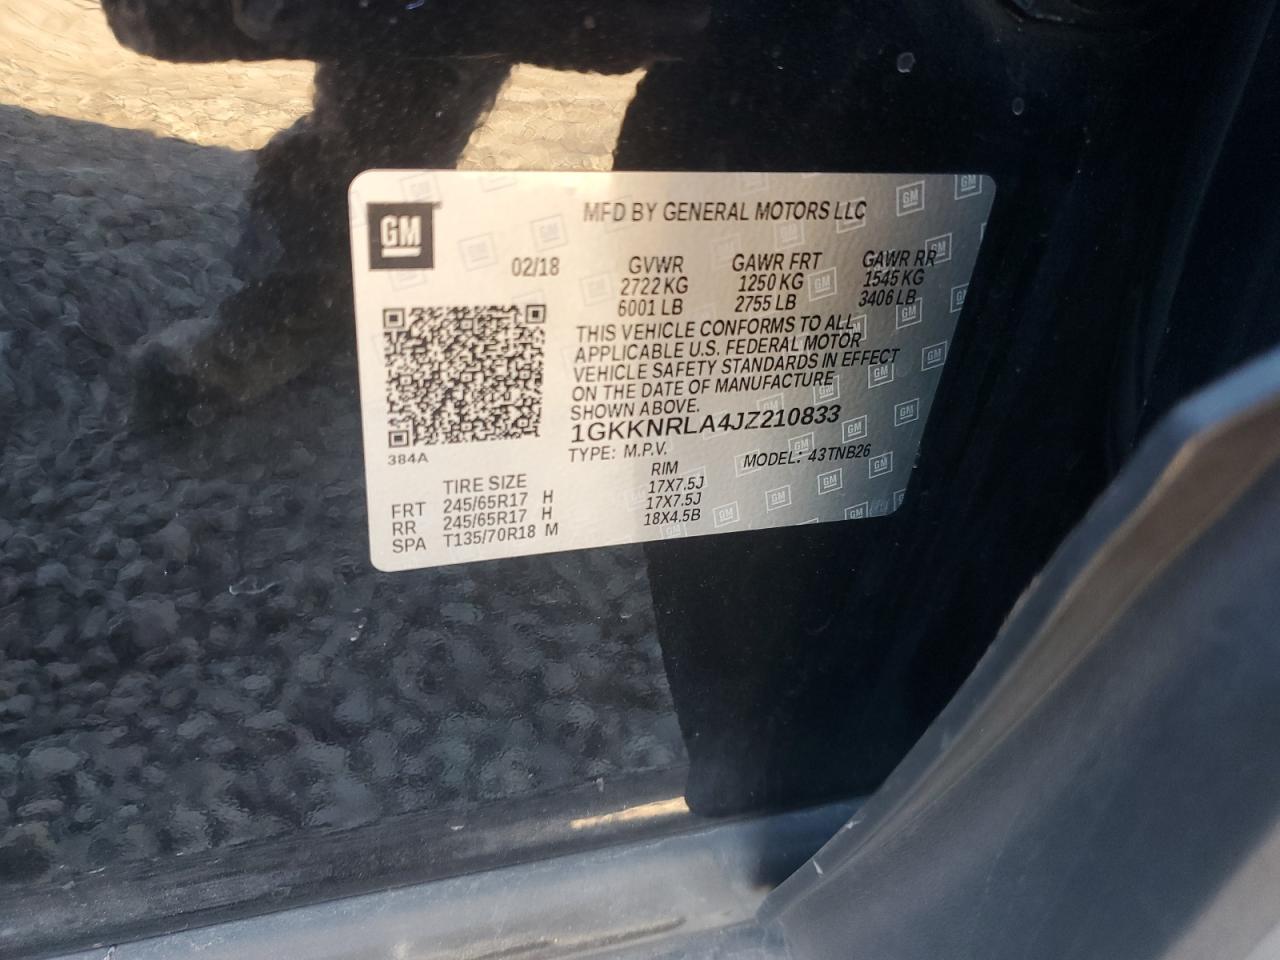 GM
MFD BY GENERAL MOTORS LLC
02/18 GVWR GAWR FRT GAWR RR
2722 KG 1250 KG 1545 KG
6001 LB 2755 LB 3406 LB
THIS VEHICLE CONFORMS TO ALL
APPLICABLE U.S. FEDERAL MOTOR
VEHICLE SAFETY STANDARDS IN EFFECT
ON THE DATE OF MANUFACTURE
SHOWN ABOVE.
1GKKNRLA4JZ210833
384A
TYPE: M.P.V. MODEL: 43TNB26
TIRE SIZE RIM
FRT 245/65R17 H 17X7.5J
RR 245/65R17 H 17X7.5J
SPA T135/70R18 M 18X4.5B